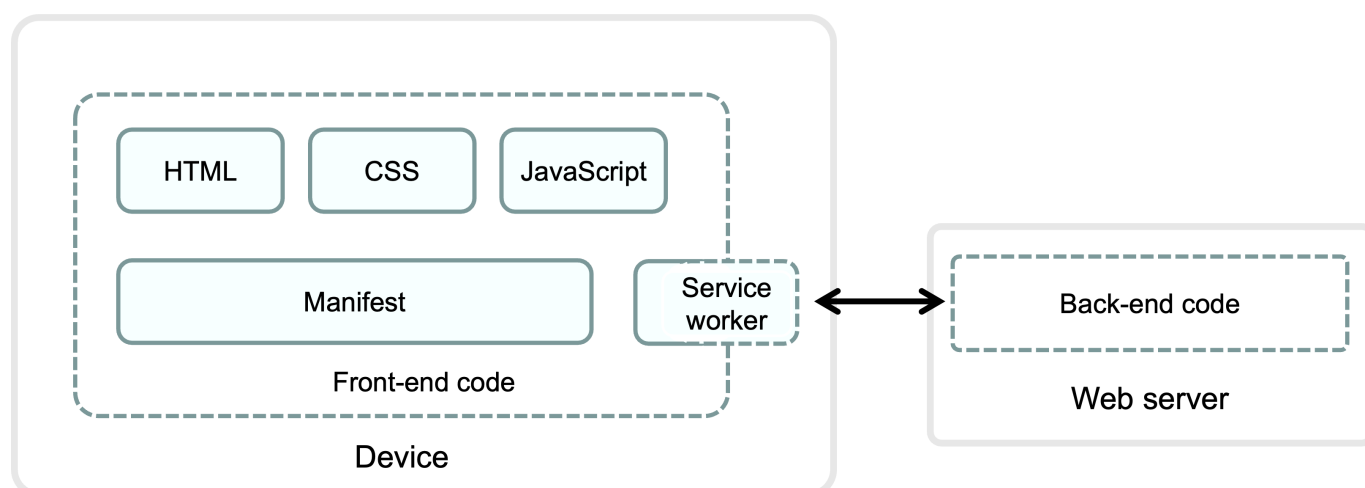 HTML
CSS
JavaScript
Manifest
Service
worker
Front-end code
Device
Back-end code
Web server